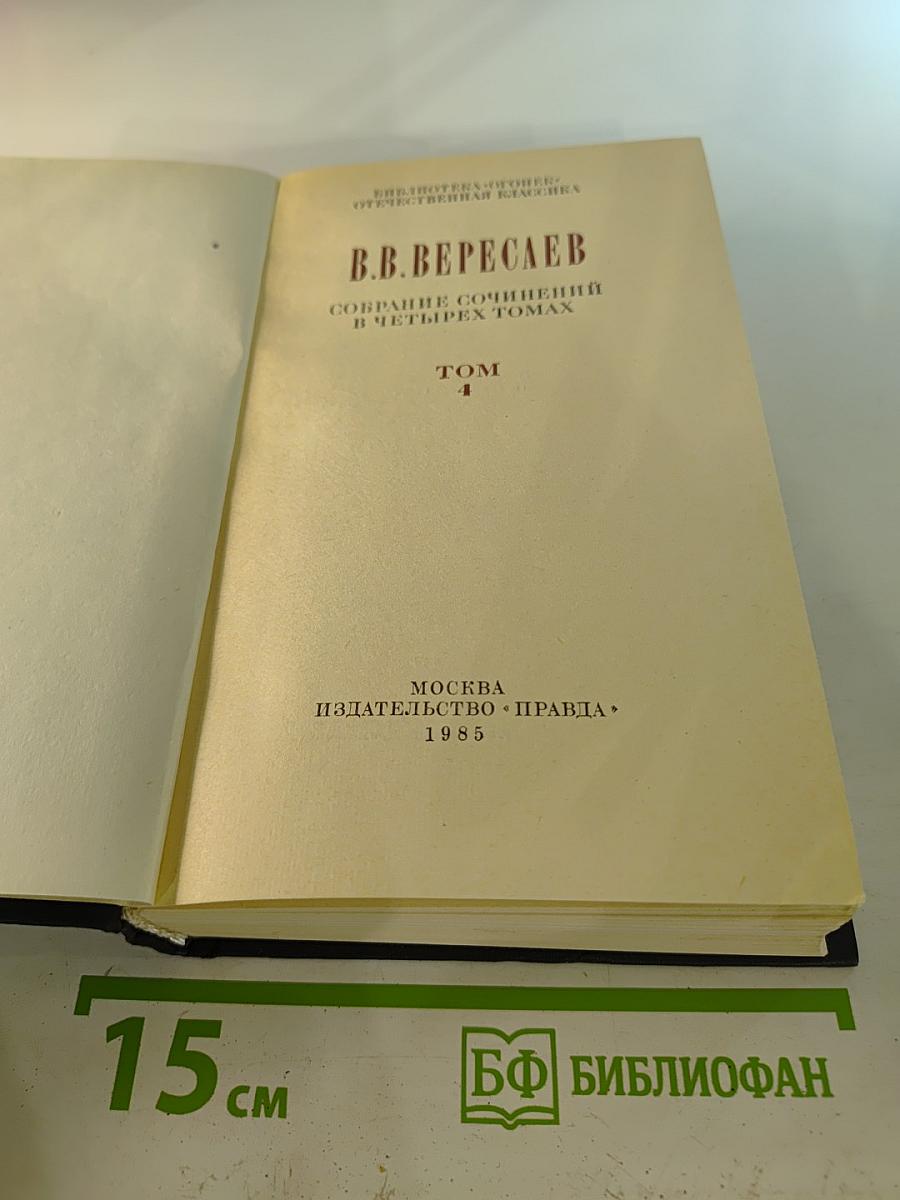 БИБЛИОТЕКА «ОГОНЕК»
ОТЕЧЕСТВЕННАЯ КЛАССИКА
В.В.ВЕРЕСАЕВ
СОБРАНИЕ СОЧИНЕНИЙ
В ЧЕТЫРЕХ ТОМАХ
ТОМ
4
МОСКВА
ИЗДАТЕЛЬСТВО «ПРАВДА»
1985
15 см
БФ БИБЛИОФАН